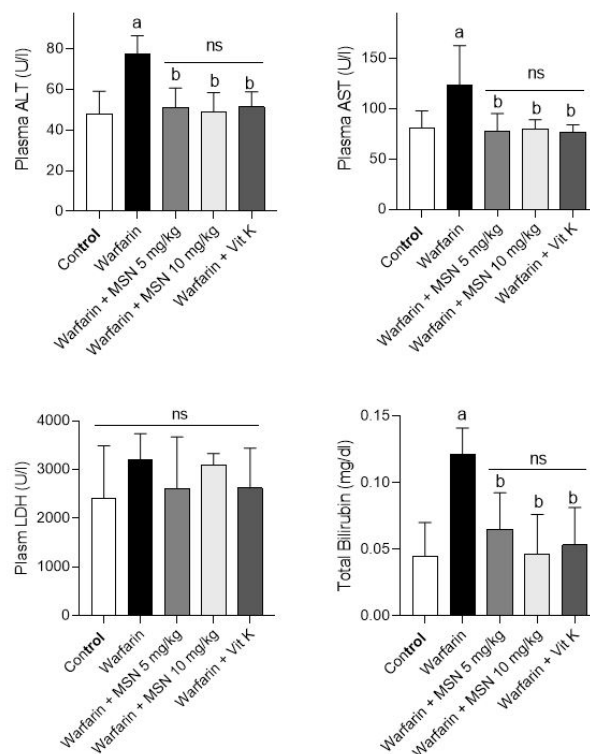 Plasma ALT (U/l)
80
60
40
20
0
a
ns
b
b
b
Control
Warfarin
Warfarin + MSN 5 mg/kg
Warfarin + MSN 10 mg/kg
Warfarin + Vit K
Plasma AST (U/l)
150
100
50
0
a
ns
b
b
b
Control
Warfarin
Warfarin + MSN 5 mg/kg
Warfarin + MSN 10 mg/kg
Warfarin + Vit K
Plasm LDH (U/l)
4000
3000
2000
1000
0
ns
Control
Warfarin
Warfarin + MSN 5 mg/kg
Warfarin + MSN 10 mg/kg
Warfarin + Vit K
Total Bilirubin (mg/dl)
0.15
0.10
0.05
0.00
a
ns
b
b
b
Control
Warfarin
Warfarin + MSN 5 mg/kg
Warfarin + MSN 10 mg/kg
Warfarin + Vit K